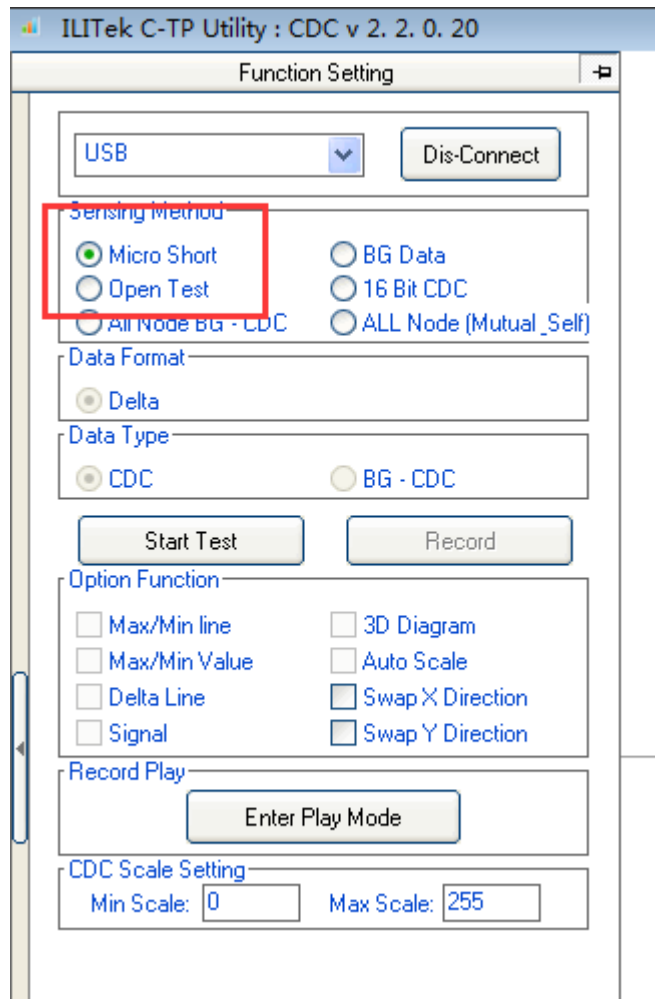 ILITek C-TP Utility : CDC v 2. 2. 0. 20
Function Setting
USB
Dis-Connect
Sensing Method
Micro Short
BG Data
Open Test
16 Bit CDC
All Node BG - CDC
ALL Node (Mutual_Self)
Data Format
Delta
Data Type
CDC
BG - CDC
Start Test
Record
Option Function
Max/Min line
3D Diagram
Max/Min Value
Auto Scale
Delta Line
Swap X Direction
Signal
Swap Y Direction
Record Play
Enter Play Mode
CDC Scale Setting
Min Scale: 0
Max Scale: 255